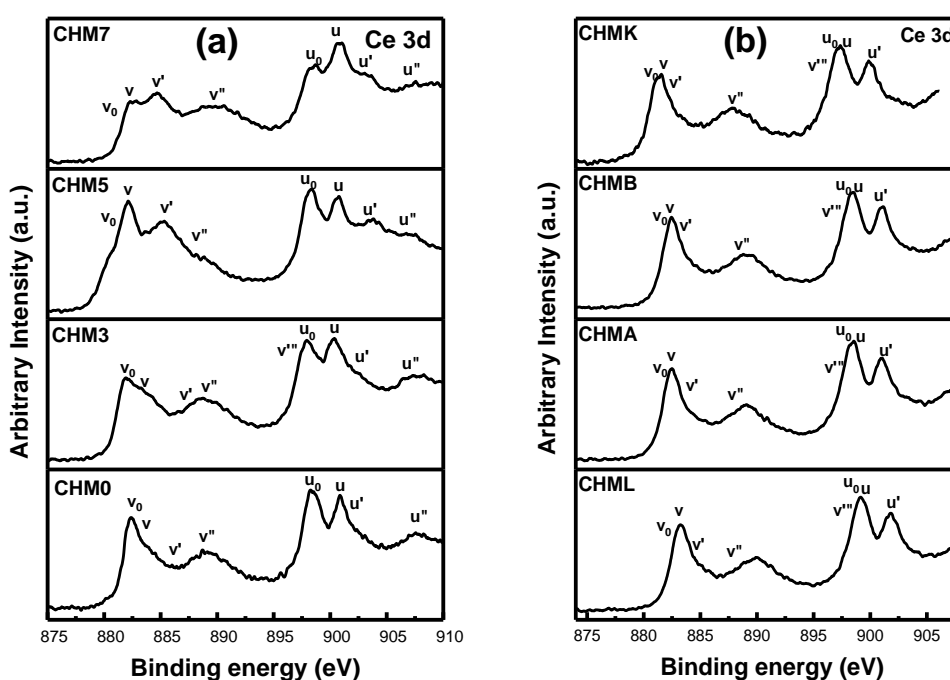 CHM7 (a) Ce 3d
v₀ v v' v" u₀ u u' u"
CHM5
v₀ v v' v" u₀ u u' u"
CHM3
v₀ v v' v" v'" u₀ u u' u"
CHM0
v₀ v v' v" u₀ u u' u"
875 880 885 890 895 900 905 910
Binding energy (eV)
Arbitrary Intensity (a.u.)
CHMK (b) Ce 3d
v₀ v v' v" v'" u₀ u u'
CHMB
v₀ v v' v" v'" u₀ u u'
CHMA
v₀ v v' v" v'" u₀ u u'
CHML
v₀ v v' v" v'" u₀ u u'
875 880 885 890 895 900 905
Binding energy (eV)
Arbitrary Intensity (a.u.)